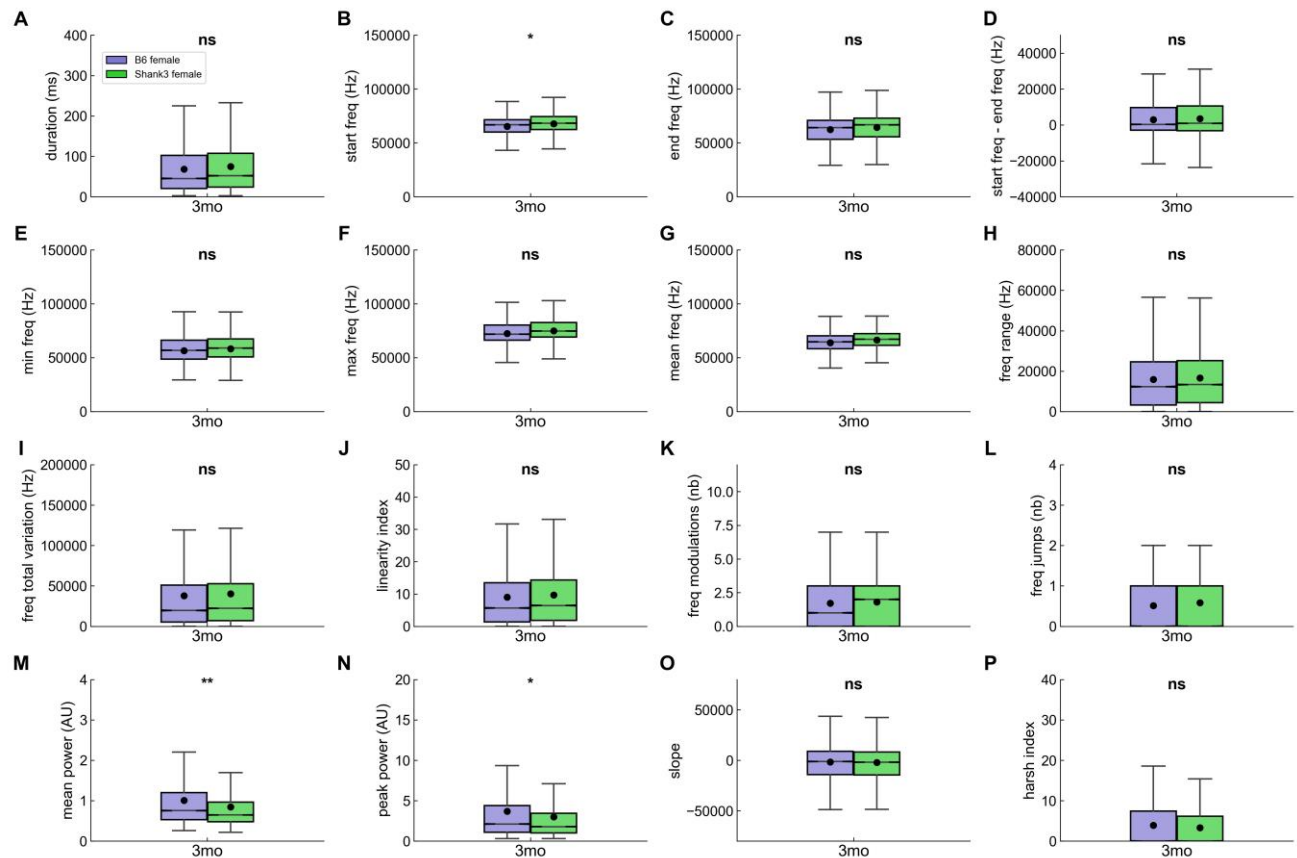 A
duration (ms)
400
300
200
100
0
ns
B6 female
Shank3 female
3mo
B
start freq (Hz)
150000
100000
50000
0
*
3mo
C
end freq (Hz)
150000
100000
50000
0
ns
3mo
D
start freq - end freq (Hz)
40000
20000
0
−20000
−40000
ns
3mo
E
min freq (Hz)
150000
100000
50000
0
ns
3mo
F
max freq (Hz)
150000
100000
50000
0
ns
3mo
G
mean freq (Hz)
150000
100000
50000
0
ns
3mo
H
freq range (Hz)
80000
60000
40000
20000
0
ns
3mo
I
freq total variation (Hz)
200000
150000
100000
50000
0
ns
3mo
J
linearity index
50
40
30
20
10
0
ns
3mo
K
freq modulations (nb)
10.0
7.5
5.0
2.5
0.0
ns
3mo
L
freq jumps (nb)
4
3
2
1
0
ns
3mo
M
mean power (AU)
4
3
2
1
0
**
3mo
N
peak power (AU)
20
15
10
5
0
*
3mo
O
slope
50000
0
−50000
ns
3mo
P
harsh index
40
30
20
10
0
ns
3mo